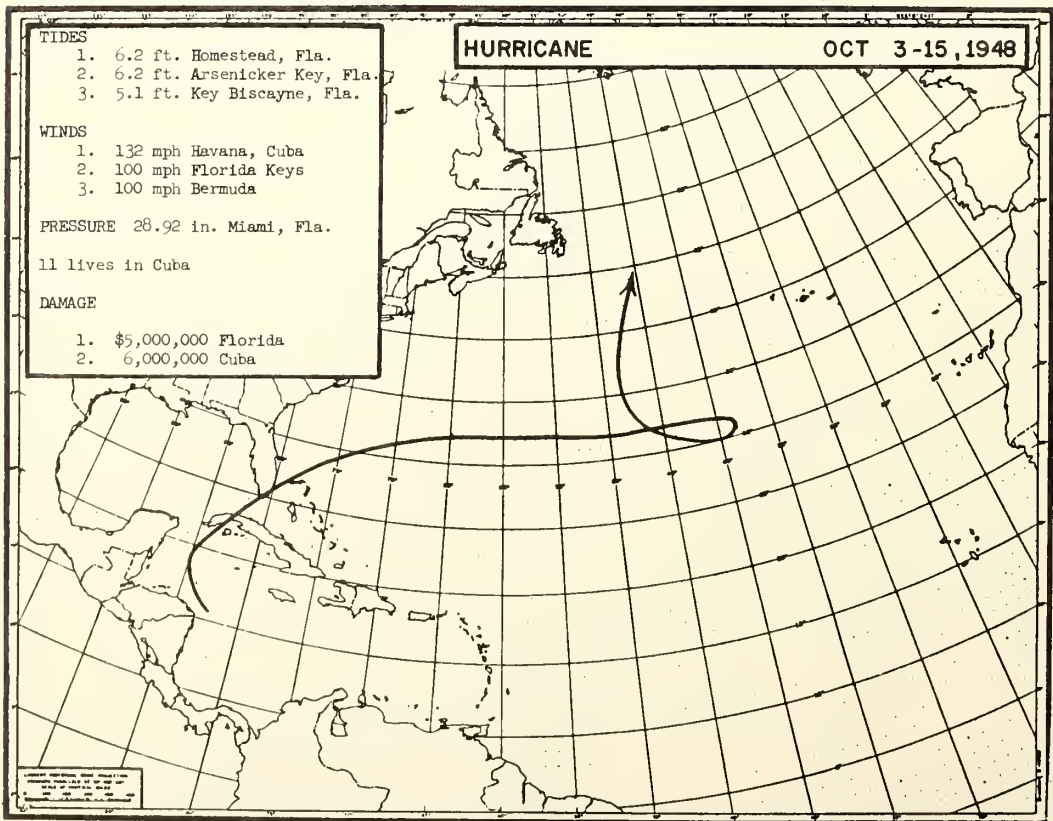 HURRICANE OCT 3-15, 1948
TIDES
1. 6.2 ft. Homestead, Fla.
2. 6.2 ft. Arsenicker Key, Fla.
3. 5.1 ft. Key Biscayne, Fla.
WINDS
1. 132 mph Havana, Cuba
2. 100 mph Florida Keys
3. 100 mph Bermuda
PRESSURE 28.92 in. Miami, Fla.
11 lives in Cuba
DAMAGE
1. $5,000,000 Florida
2. 6,000,000 Cuba